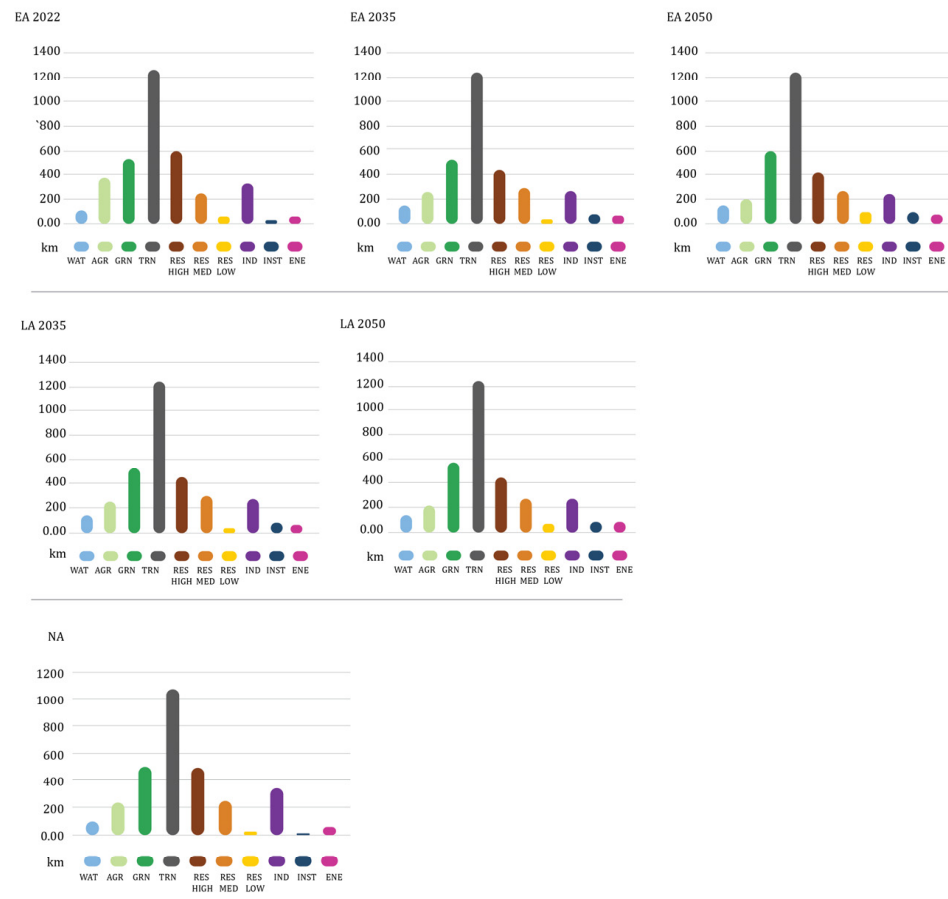 EA 2022
1400
1200
1000
`800
600
400
200
0.00
km
WAT AGR GRN TRN RES HIGH RES MED RES LOW IND INST ENE
EA 2035
1400
1200
1000
800
600
400
200
0.00
km
WAT AGR GRN TRN RES HIGH RES MED RES LOW IND INST ENE
EA 2050
1400
1200
1000
800
600
400
200
0.00
km
WAT AGR GRN TRN RES HIGH RES MED RES LOW IND INST ENE
LA 2035
1400
1200
1000
800
600
400
200
0.00
km
WAT AGR GRN TRN RES HIGH RES MED RES LOW IND INST ENE
LA 2050
1400
1200
1000
800
600
400
200
0.00
km
WAT AGR GRN TRN RES HIGH RES MED RES LOW IND INST ENE
NA
1200
1000
800
600
400
200
0.00
km
WAT AGR GRN TRN RES HIGH RES MED RES LOW IND INST ENE